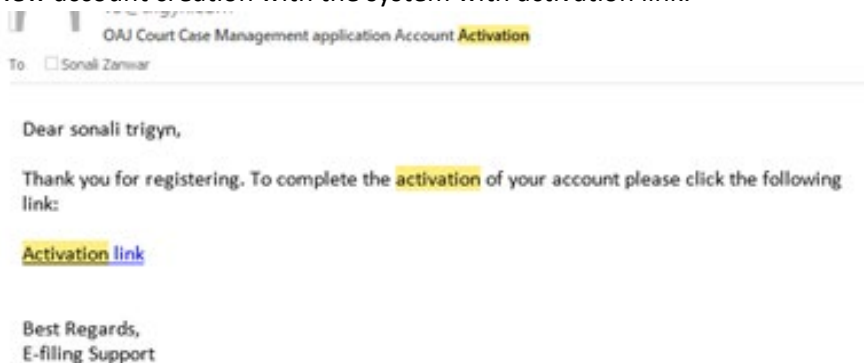 account creation with the system with activation link.
OAJ Court Case Management application Account Activation
To Sonali Zanwar
Dear sonali trigyn,
Thank you for registering. To complete the activation of your account please click the following
link:
Activation link
Best Regards,
E-filing Support